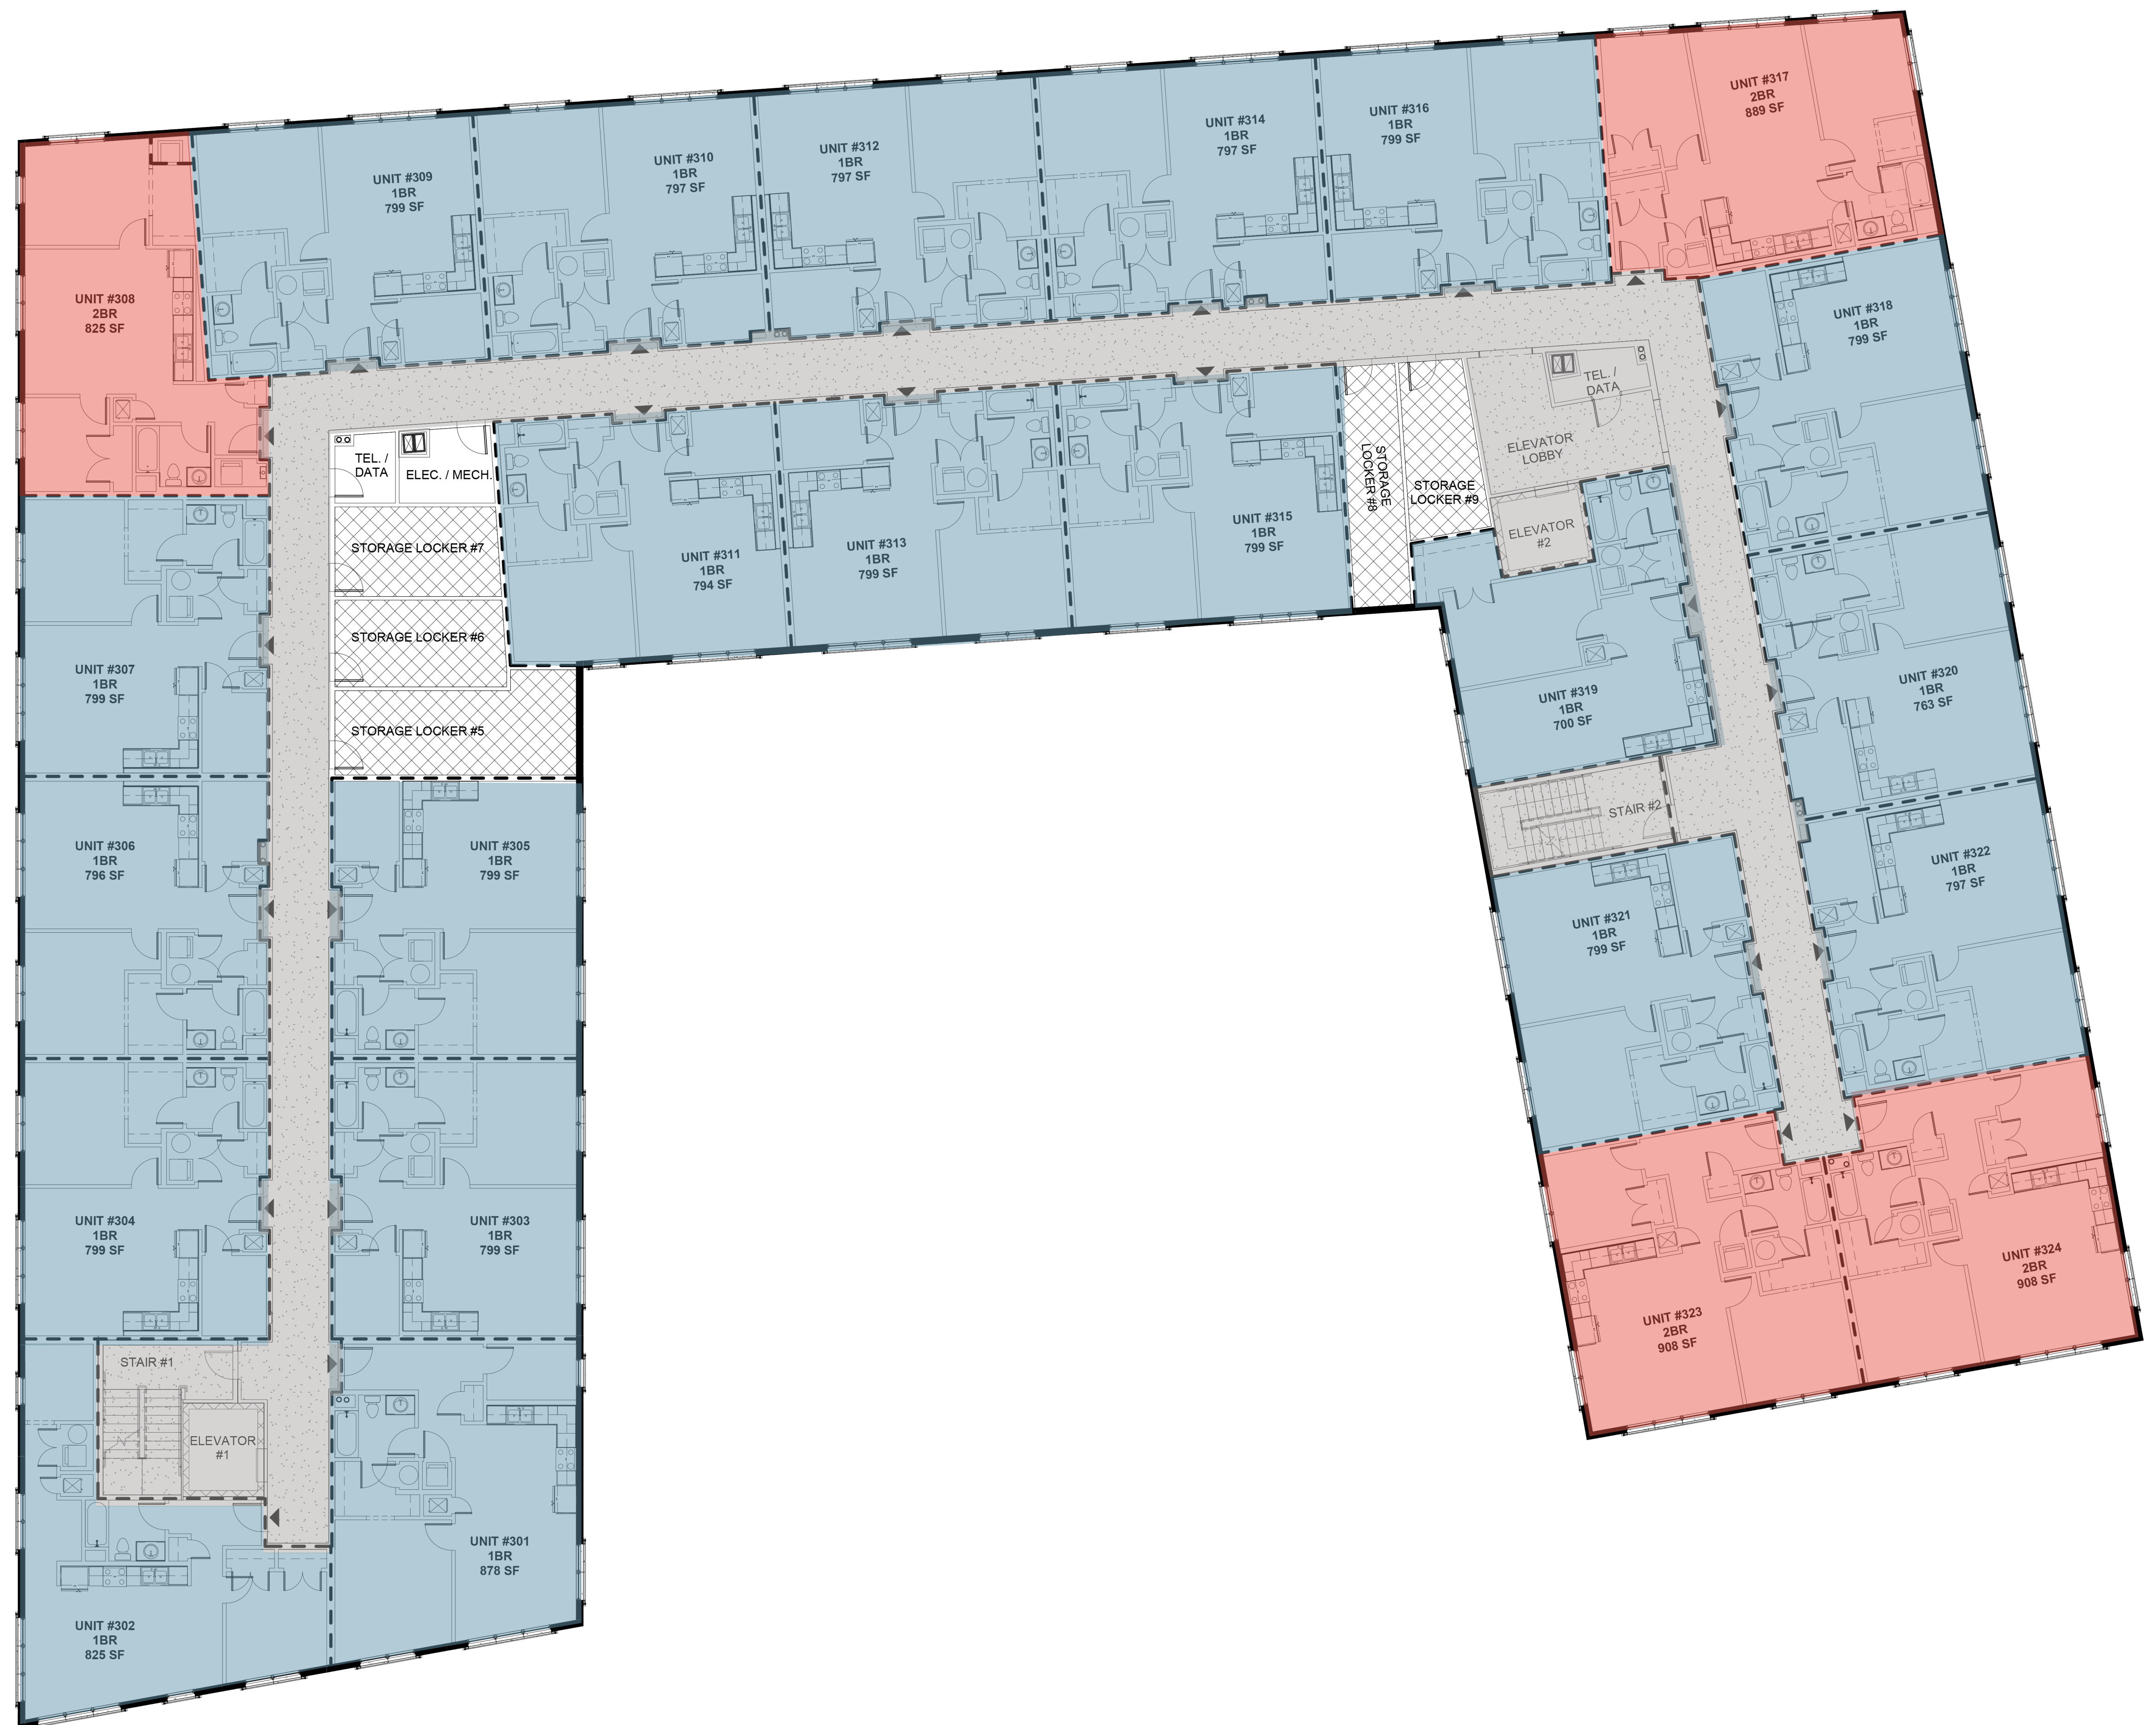 UNIT #317
2BR
889 SF
UNIT #316
1BR
799 SF
UNIT #314
1BR
797 SF
UNIT #312
1BR
797 SF
UNIT #310
1BR
797 SF
UNIT #309
1BR
799 SF
UNIT #308
2BR
825 SF
UNIT #318
1BR
799 SF
TEL. /
DATA
ELEVATOR
LOBBY
TEL. /
DATA
ELEC. / MECH.
STORAGE
LOCKER #8
STORAGE
LOCKER #9
ELEVATOR
#2
UNIT #315
1BR
799 SF
UNIT #313
1BR
799 SF
UNIT #311
1BR
794 SF
STORAGE LOCKER #7
STORAGE LOCKER #6
STORAGE LOCKER #5
UNIT #307
1BR
799 SF
UNIT #319
1BR
700 SF
UNIT #320
1BR
763 SF
STAIR #2
UNIT #306
1BR
796 SF
UNIT #305
1BR
799 SF
UNIT #322
1BR
797 SF
UNIT #321
1BR
799 SF
UNIT #304
1BR
799 SF
UNIT #303
1BR
799 SF
UNIT #324
2BR
908 SF
UNIT #323
2BR
908 SF
STAIR #1
ELEVATOR
#1
UNIT #301
1BR
878 SF
UNIT #302
1BR
825 SF